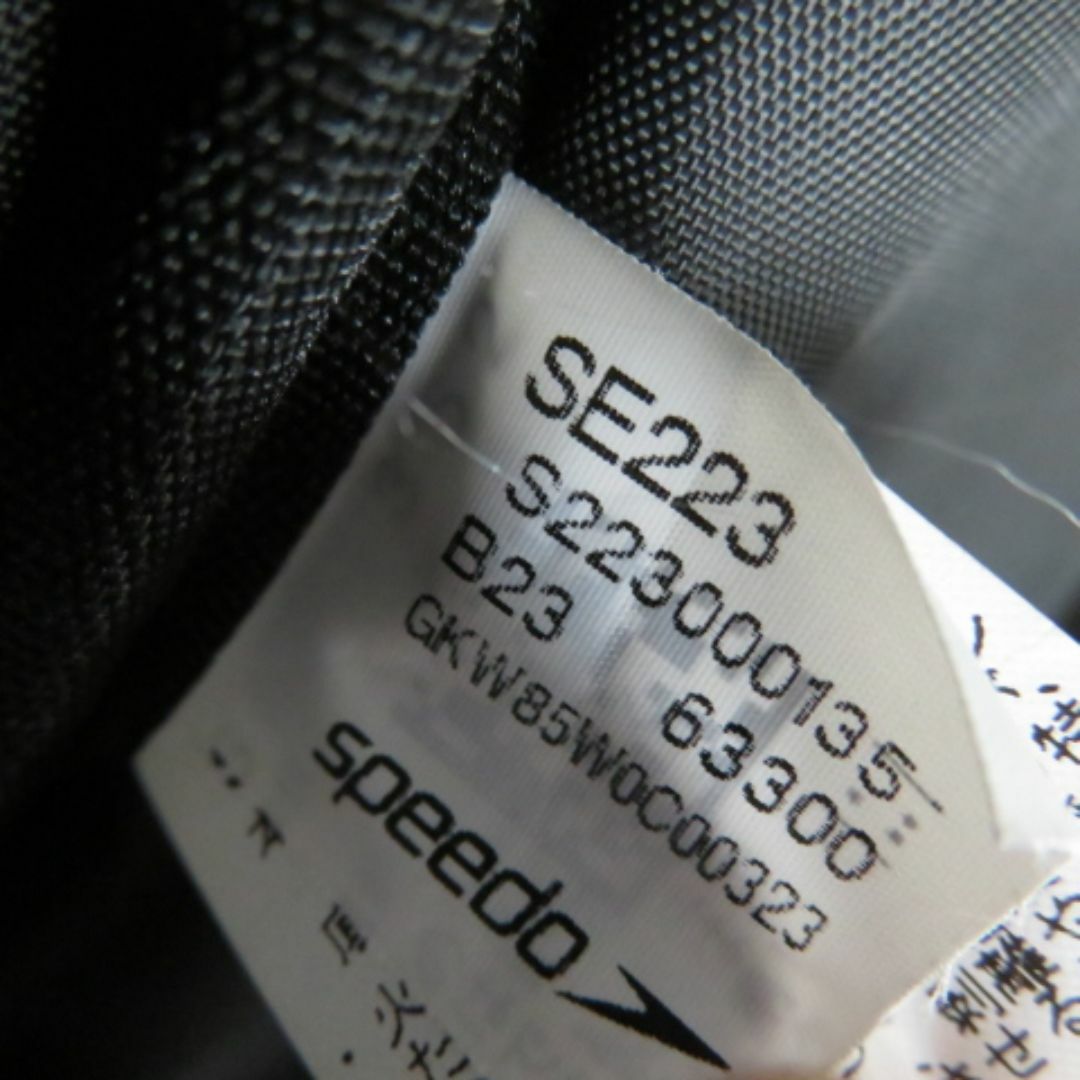 SE223
S223000135
B23 63300
GKW85W0C00323
speedo